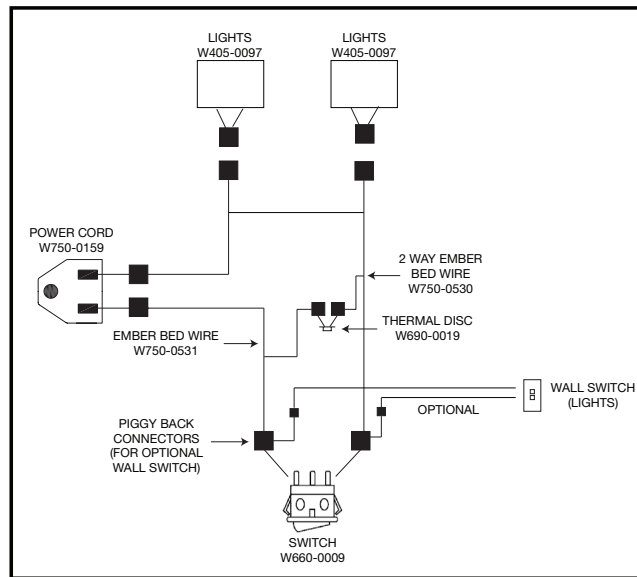 LIGHTS
W405-0097
LIGHTS
W405-0097
POWER CORD
W750-0159
2 WAY EMBER
BED WIRE
W750-0530
THERMAL DISC
W690-0019
EMBER BED WIRE
W750-0531
WALL SWITCH
(LIGHTS)
OPTIONAL
PIGGY BACK
CONNECTORS
(FOR OPTIONAL
WALL SWITCH)
SWITCH
W660-0009